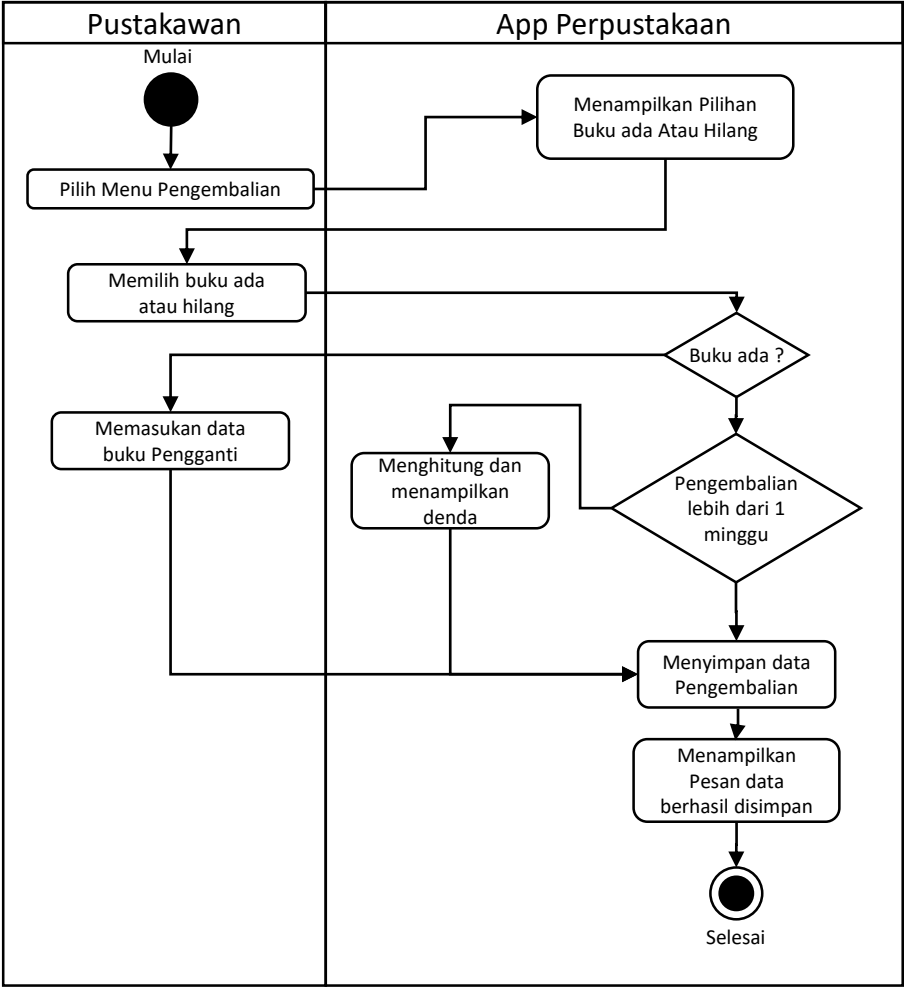 Pustakawan
App Perpustakaan
Mulai
Menampilkan Pilihan
Buku ada Atau Hilang
Pilih Menu Pengembalian
Memilih buku ada
atau hilang
Buku ada ?
Memasukan data
buku Pengganti
Menghitung dan
menampilkan
denda
Pengembalian
lebih dari 1
minggu
Menyimpan data
Pengembalian
Menampilkan
Pesan data
berhasil disimpan
Selesai